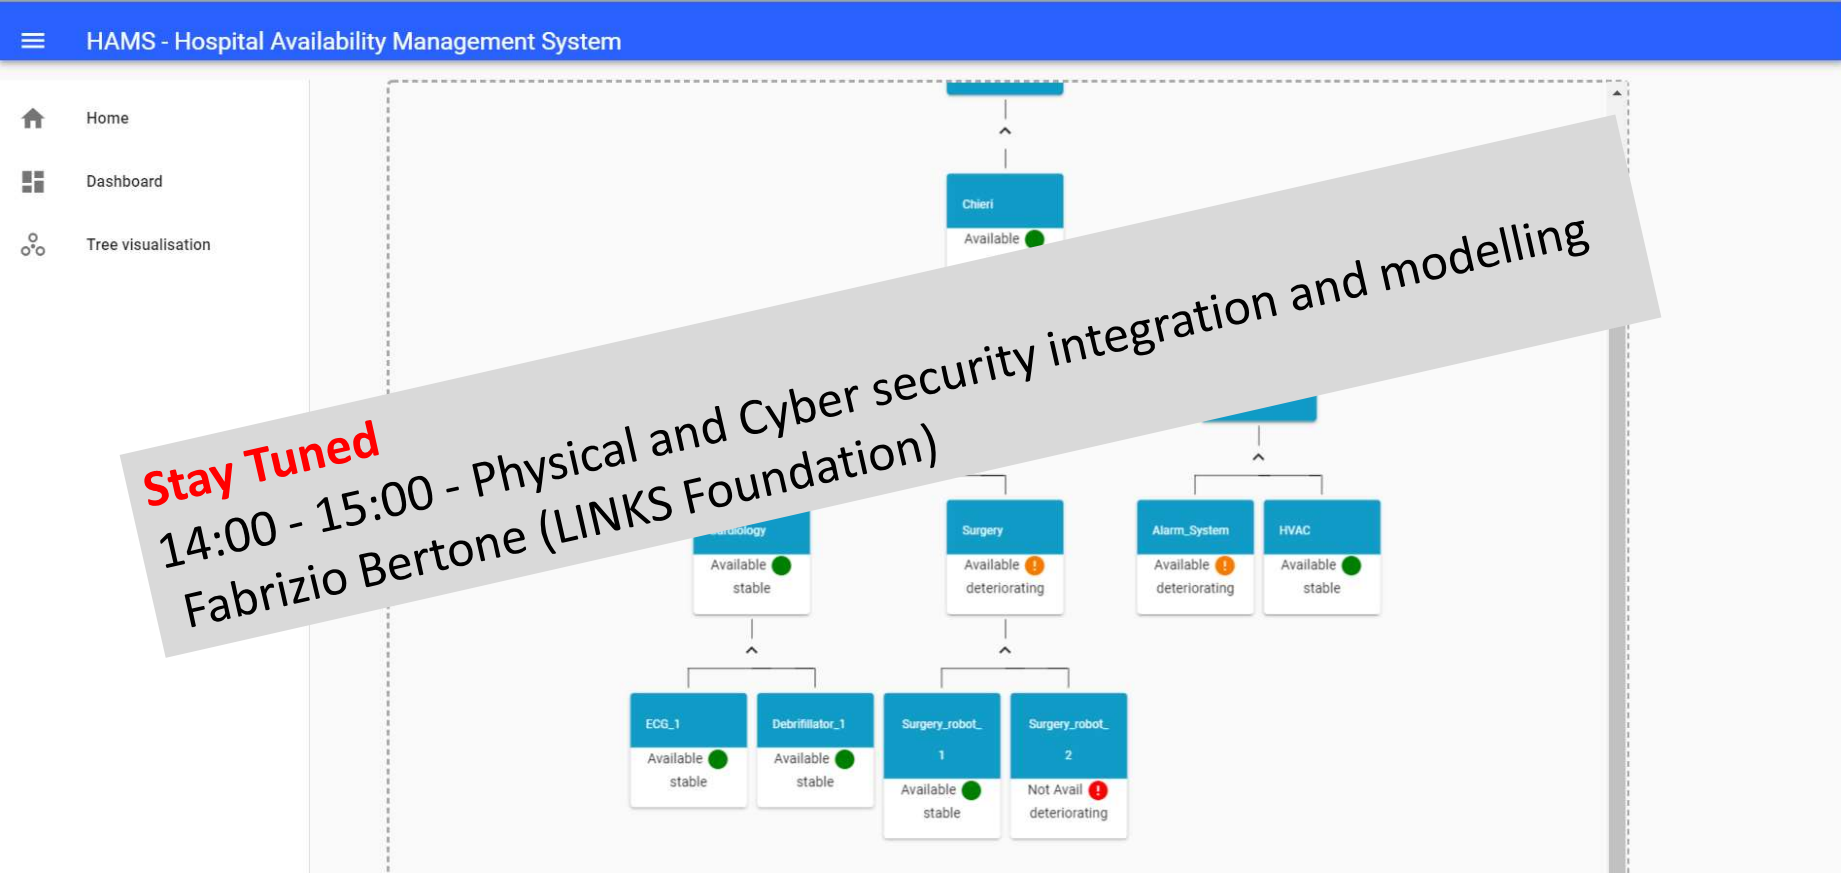 HAMS - Hospital Availability Management System
Home
Dashboard
Tree visualisation
Chieri
Available
Stay Tuned
14:00 - 15:00 - Physical and Cyber security integration and modelling
Fabrizio Bertone (LINKS Foundation)
Surgery
Alarm_System
HVAC
Available
Available
Available
Available
stable
deteriorating
deteriorating
stable
ECG_1
Debrifillator_1
Surgery_robot_
1
Surgery_robot_
2
Available
stable
Available
stable
Available
stable
Not Avail
deteriorating